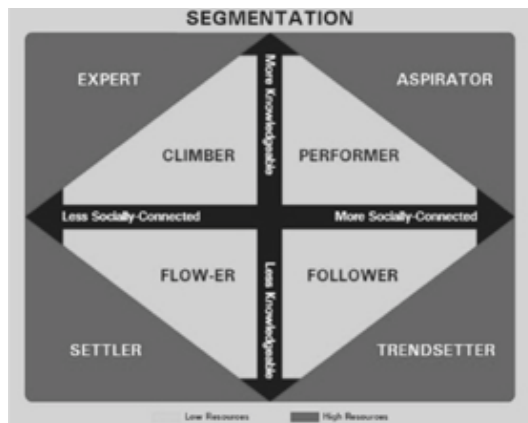 SEGMENTATION
EXPERT
ASPIRATOR
More Knowledgeable
CLIMBER
PERFORMER
Less Socially-Connected
More Socially-Connected
FLOW-ER
FOLLOWER
Less Knowledgeable
SETTLER
TRENDSETTER
Low Resources
High Resources